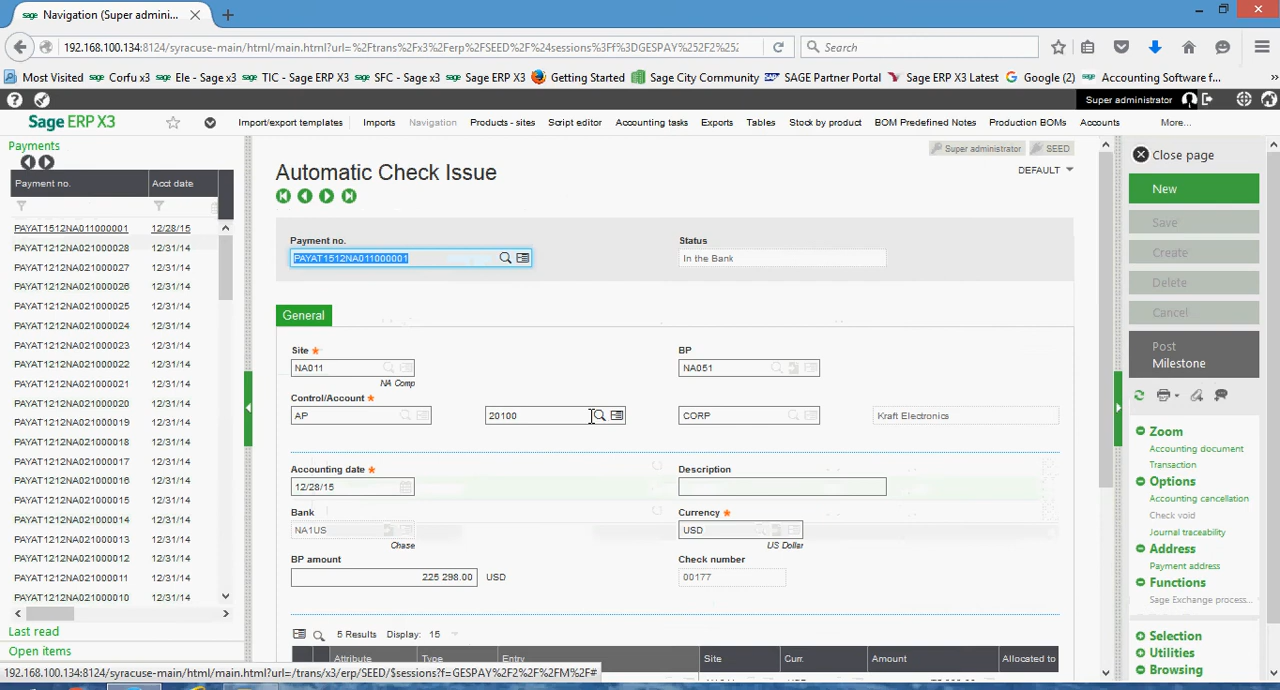 sage Navigation (Super admini...
192.168.100.134:8124/syracuse-main/html/main.html?url=%2Ftrans%2Fx3%2Ferp%2FSEED%2F%24sessions%3Ff%3DGESPAY%252F2%252
Search
Most Visited sage Corfu x3 sage Ele - Sage x3 sage TIC - Sage ERP X3 sage SFC - Sage x3 sage Sage ERP X3 Getting Started Sage City Community SAGE Partner Portal Sage ERP X3 Latest Google (2) Accounting Software f... »
Super administrator
Sage ERP X3
Import/export templates Imports Navigation Products - sites Script editor Accounting tasks Exports Tables Stock by product BOM Predefined Notes Production BOMs Accounts More...
Payments
Payment no. Acct date
PAYAT1512NA011000001 12/28/15
PAYAT1212NA021000028 12/31/14
PAYAT1212NA021000027 12/31/14
PAYAT1212NA021000026 12/31/14
PAYAT1212NA021000025 12/31/14
PAYAT1212NA021000024 12/31/14
PAYAT1212NA021000023 12/31/14
PAYAT1212NA021000022 12/31/14
PAYAT1212NA021000021 12/31/14
PAYAT1212NA021000020 12/31/14
PAYAT1212NA021000019 12/31/14
PAYAT1212NA021000018 12/31/14
PAYAT1212NA021000017 12/31/14
PAYAT1212NA021000016 12/31/14
PAYAT1212NA021000015 12/31/14
PAYAT1212NA021000014 12/31/14
PAYAT1212NA021000013 12/31/14
PAYAT1212NA021000012 12/31/14
PAYAT1212NA021000011 12/31/14
PAYAT1212NA021000010 12/31/14
Last read
Open items
Super administrator SEED
Automatic Check Issue
DEFAULT
Payment no. Status
PAYAT1512NA011000001 In the Bank
General
Site * BP
NA011 NA051
NA Comp
Control/Account *
AP 20100 CORP Kraft Electronics
Accounting date * Description
12/28/15
Bank Currency *
NA1US USD
Chase US Dollar
BP amount Check number
225 298.00 USD 00177
5 Results Display: 15
Attribute Type Entry Site Curr. Amount Allocated to
Close page
New
Save
Create
Delete
Cancel
Post
Milestone
Zoom
Accounting document
Transaction
Options
Accounting cancellation
Check void
Journal traceability
Address
Payment address
Functions
Sage Exchange process...
Selection
Utilities
Browsing
192.168.100.134:8124/syracuse-main/html/main.html?url=/trans/x3/erp/SEED/$sessions?f=GESPAY%2F2%2F%2FM%2F#